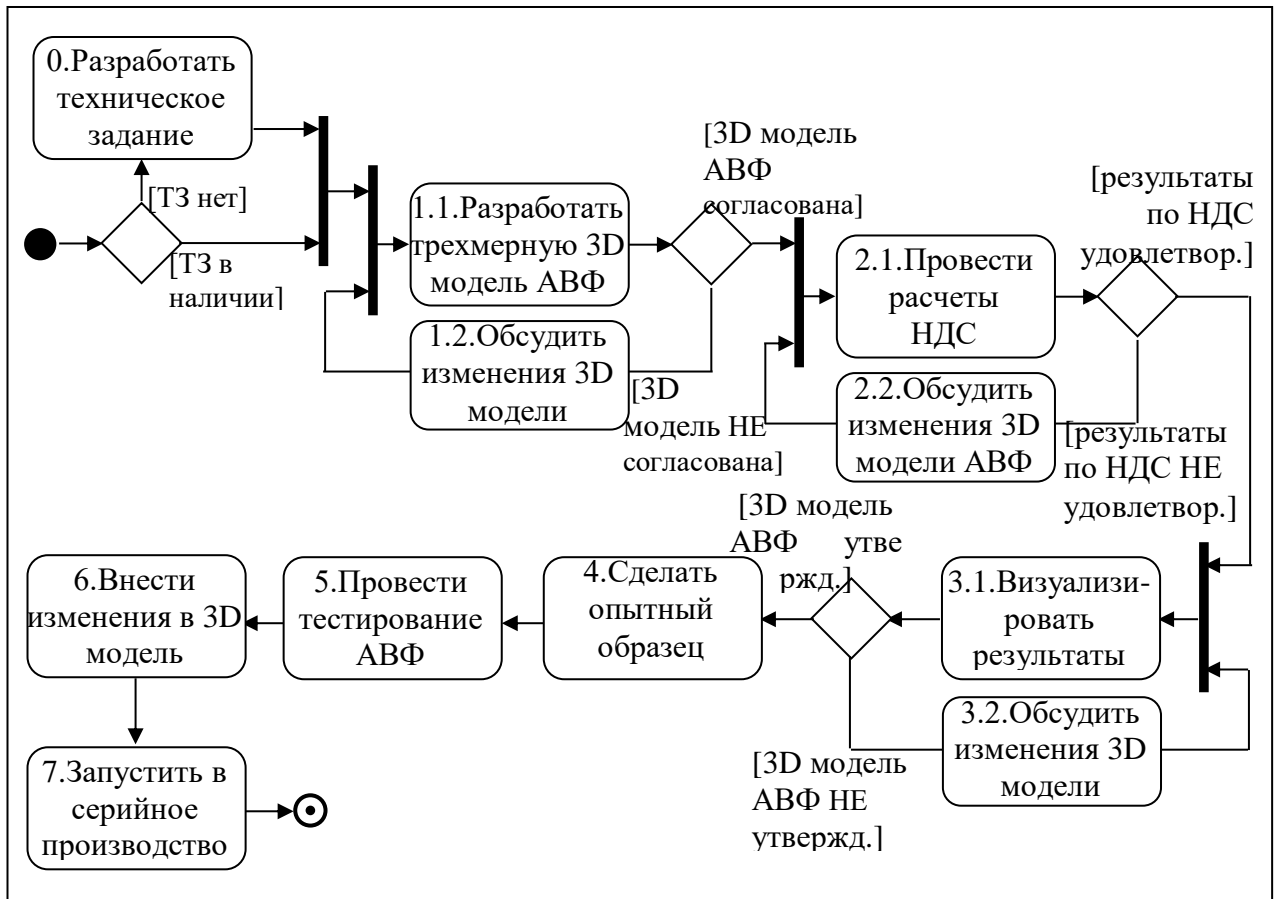 0.Разработать
техническое
задание
[ТЗ нет]
[ТЗ в
наличии]
1.1.Разработать
трехмерную 3D
модель АВФ
1.2.Обсудить
изменения 3D
модели
[3D модель
АВФ
согласована]
[3D
модель НЕ
согласована]
2.1.Провести
расчеты
НДС
2.2.Обсудить
изменения 3D
модели АВФ
[результаты
по НДС
удовлетвор.]
[результаты
по НДС НЕ
удовлетвор.]
3.1.Визуализи-
ровать
результаты
3.2.Обсудить
изменения 3D
модели
[3D модель
АВФ утве
ржд.]
[3D модель
АВФ НЕ
утвержд.]
4.Сделать
опытный
образец
5.Провести
тестирование
АВФ
6.Внести
изменения в 3D
модель
7.Запустить в
серийное
производство